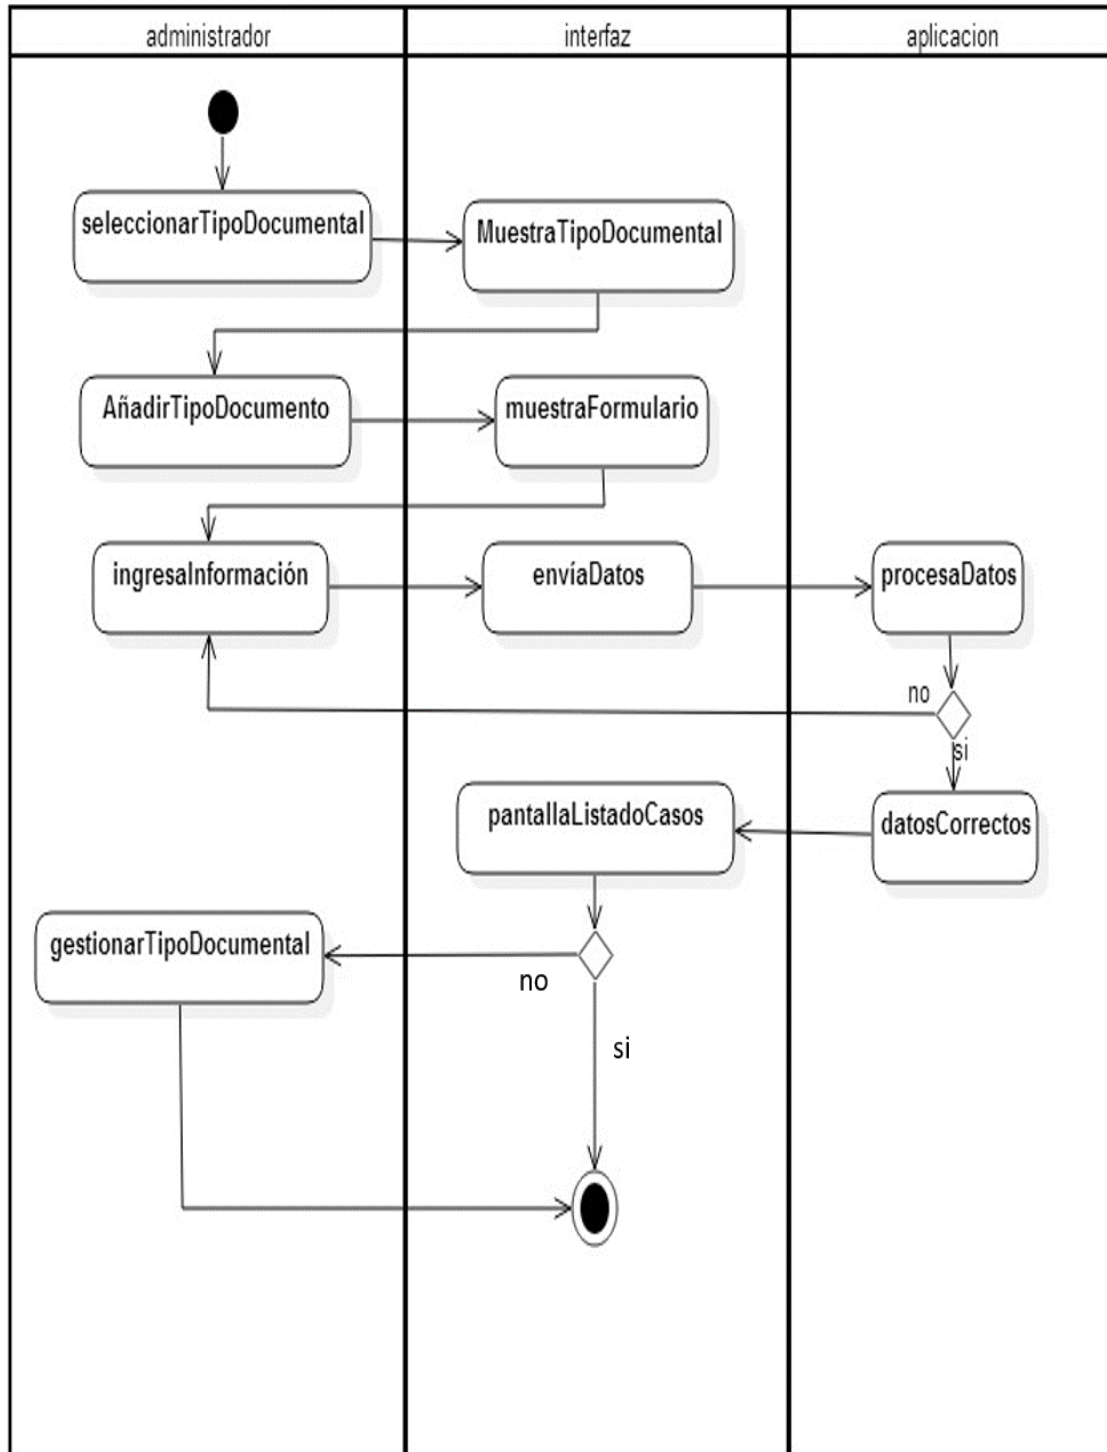 administrador
interfaz
aplicacion
seleccionarTipoDocumental
MuestraTipoDocumental
AñadirTipoDocumento
muestraFormulario
ingresaInformación
envíaDatos
procesaDatos
no
si
pantallaListadoCasos
datosCorrectos
gestionarTipoDocumental
no
si